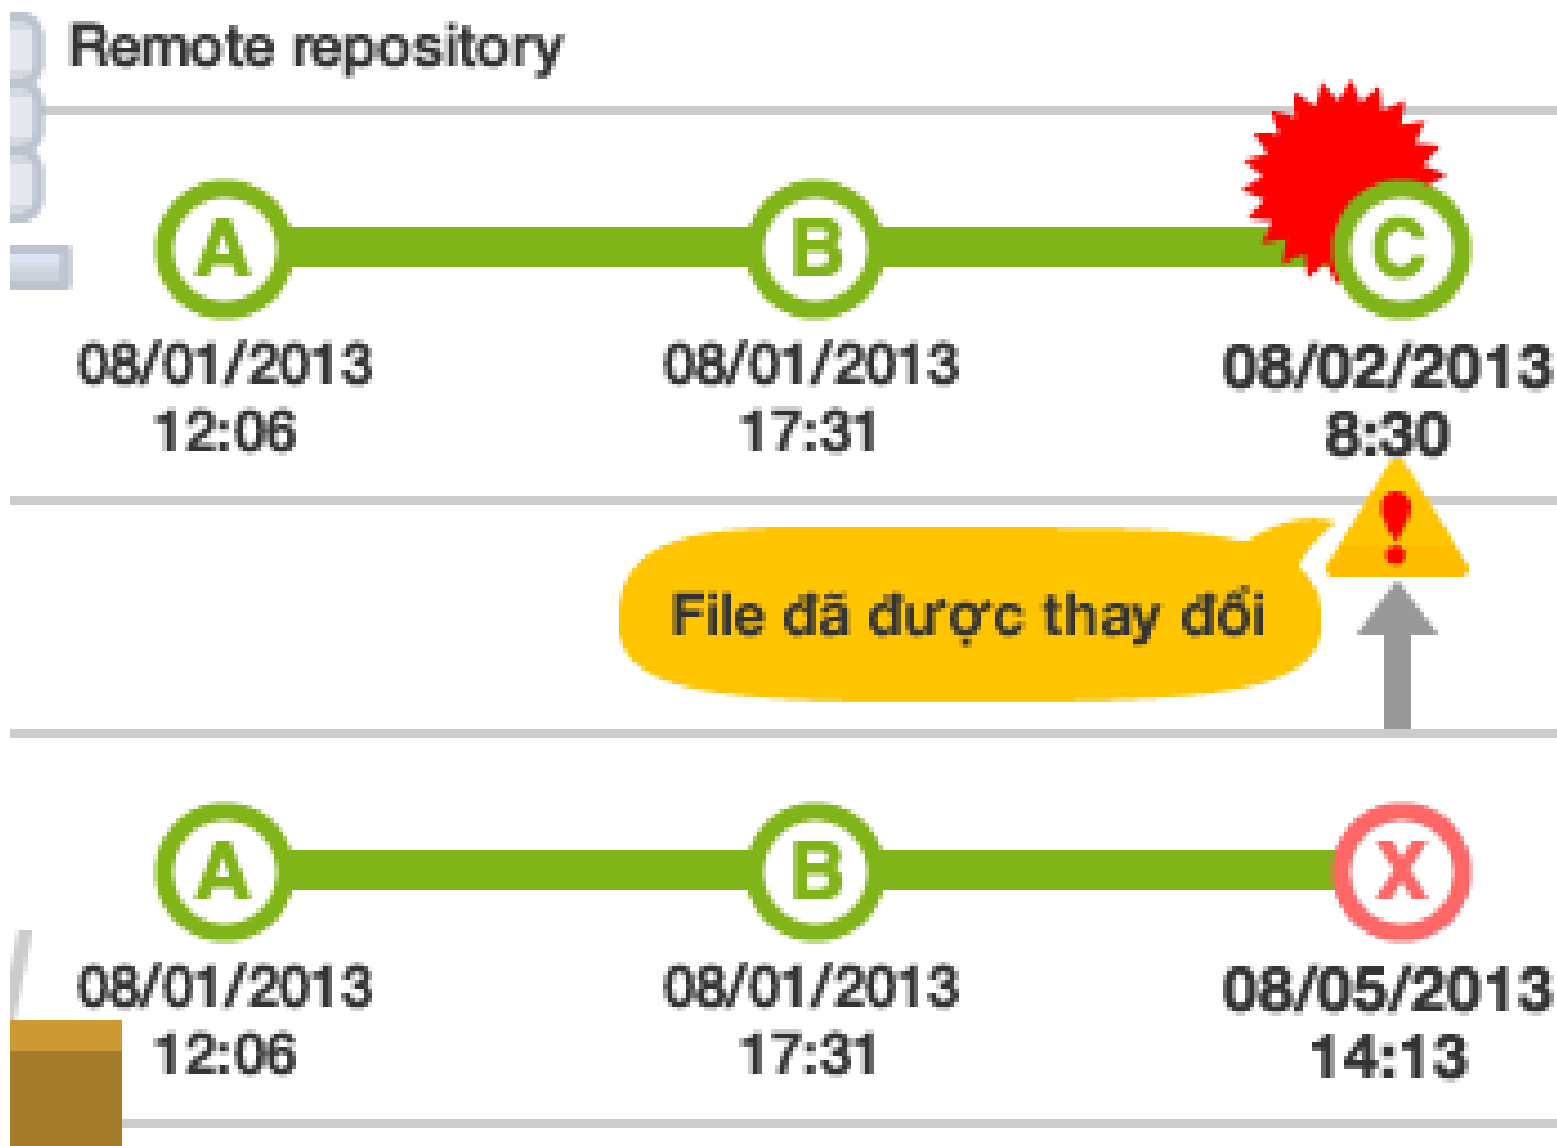 Remote repository
A B C
08/01/2013 08/01/2013 08/02/2013
12:06 17:31 8:30
!
File đã được thay đổi
A B X
08/01/2013 08/01/2013 08/05/2013
12:06 17:31 14:13